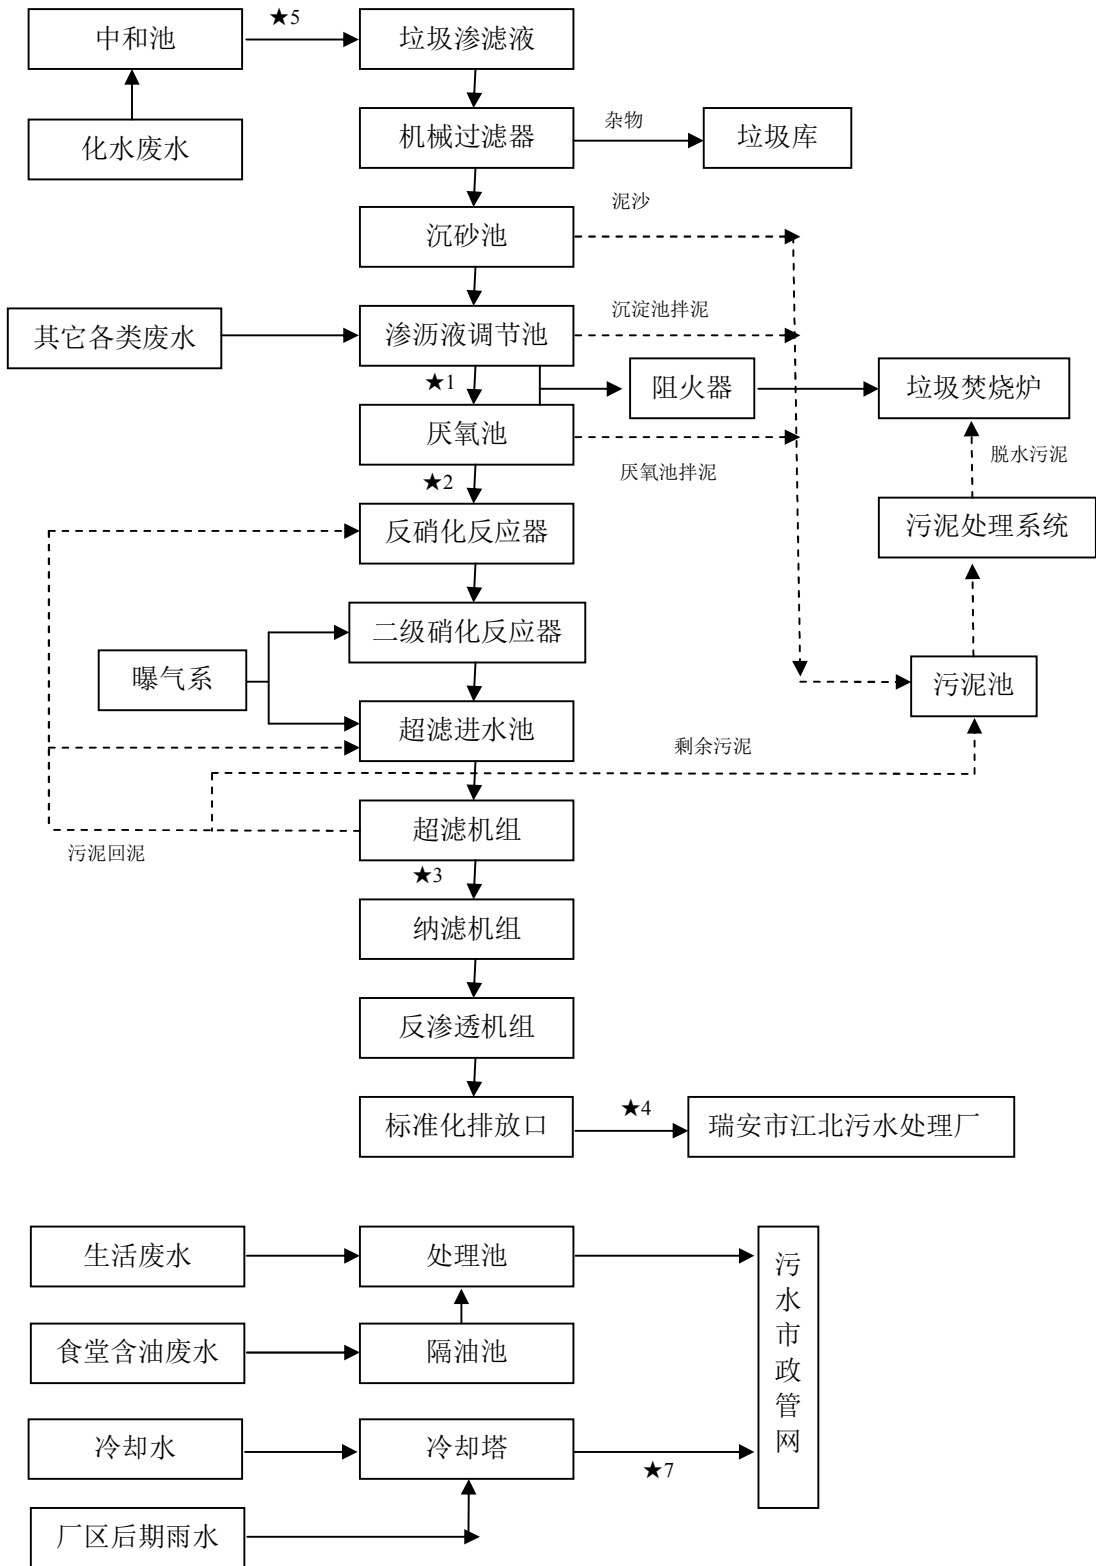 中和池
★5
垃圾渗滤液
化水废水
机械过滤器
杂物
垃圾库
沉砂池
泥沙
其它各类废水
渗沥液调节池
沉淀池拌泥
★1
阻火器
垃圾焚烧炉
厌氧池
厌氧池拌泥
脱水污泥
★2
反硝化反应器
污泥处理系统
二级硝化反应器
曝气系
污泥池
超滤进水池
剩余污泥
超滤机组
污泥回泥
★3
纳滤机组
反渗透机组
标准化排放口
★4
瑞安市江北污水处理厂
生活废水
处理池
污水市政管网
食堂含油废水
隔油池
冷却水
冷却塔
★7
厂区后期雨水